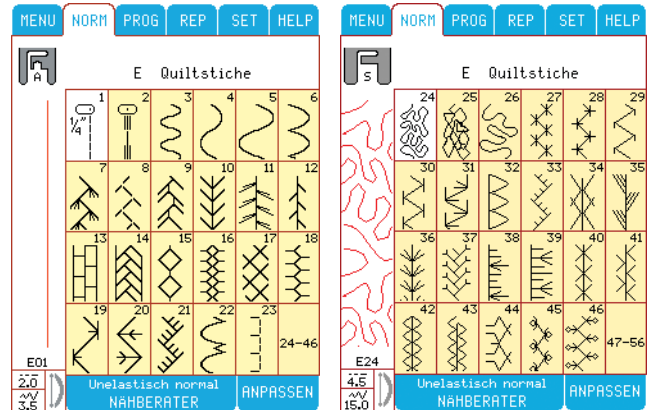 MENU NORM PROG REP SET HELP
A
E Quiltstiche
1 2 3 4 5 6
1/4"
7 8 9 10 11 12
13 14 15 16 17 18
19 20 21 22 23
24-46
E01
2.0
3.5
Unelastisch normal
NÄHBERATER
ANPASSEN
MENU NORM PROG REP SET HELP
S
E Quiltstiche
24 25 26 27 28 29
30 31 32 33 34 35
36 37 38 39 40 41
42 43 44 45 46
47-56
E24
4.5
15.0
Unelastisch normal
NÄHBERATER
ANPASSEN